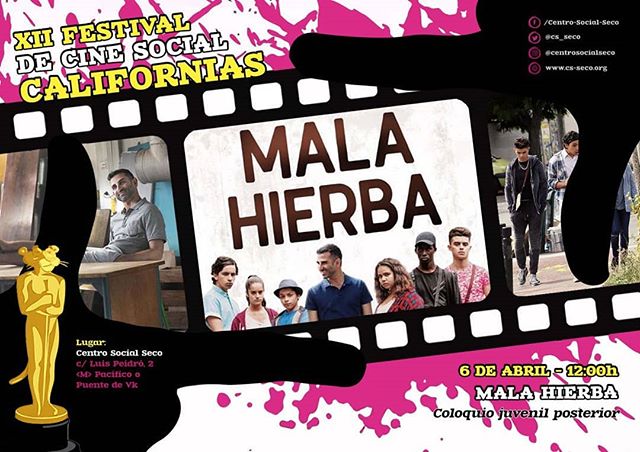 XII FESTIVAL
DE CINE SOCIAL
CALIFORNIAS
/Centro-Social-Seco
@cs_seco
@centrosocialseco
www.cs-seco.org
MALA
HIERBA
Lugar:
Centro Social Seco
c/ Luis Peidró, 2
<M> Pacífico o
Puente de Vk
6 DE ABRIL - 12:00h
MALA HIERBA
Coloquio juvenil posterior